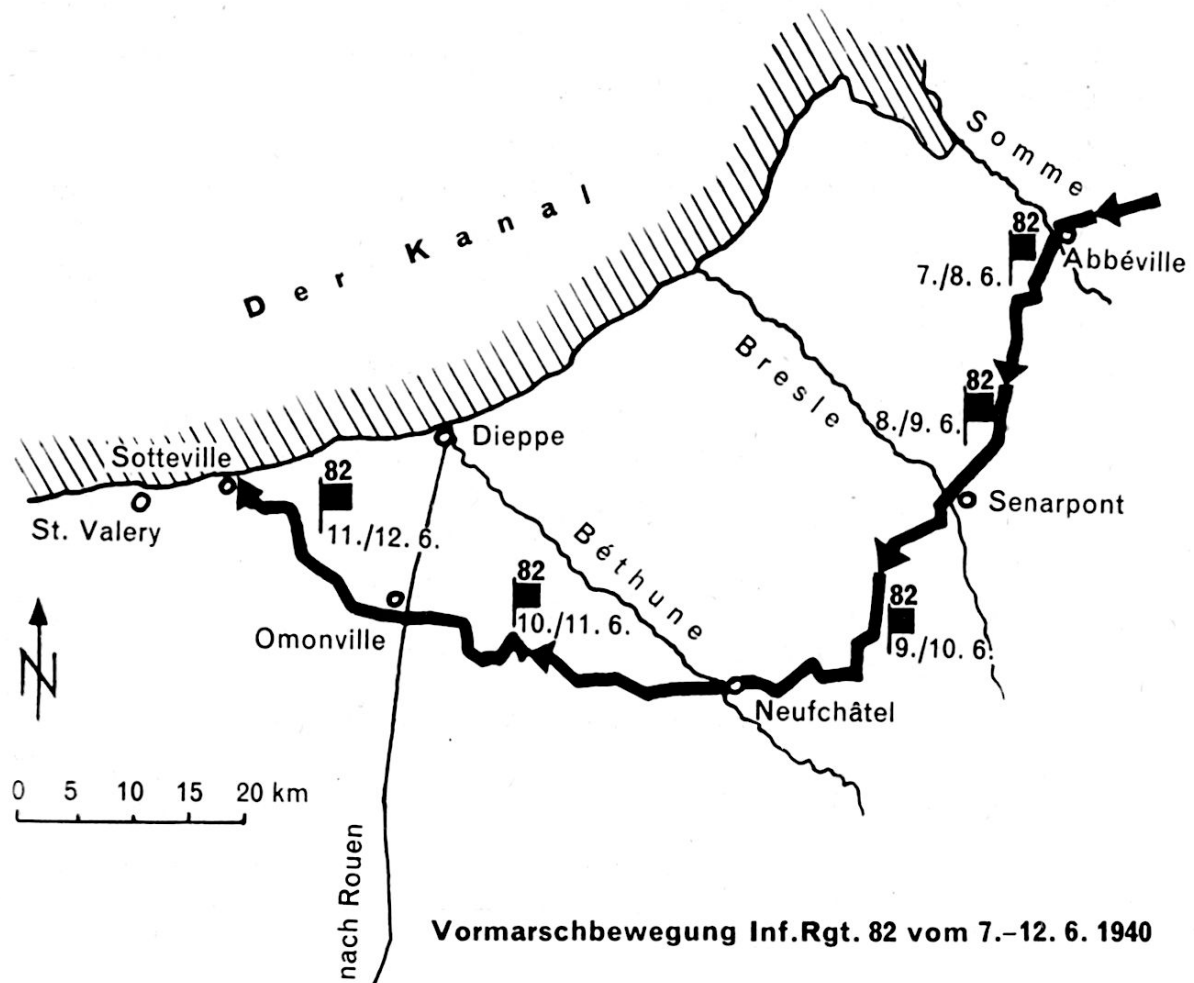 Somme
82
Abbéville
7./8. 6.
Der Kanal
Bresle
82
8./9. 6.
Dieppe
Sotteville
82
Senarpont
St. Valery
11./12. 6.
Béthune
82
82
10./11. 6.
9./10. 6.
Omonville
N
Neufchâtel
0 5 10 15 20 km
nach Rouen
Vormarschbewegung Inf.Rgt. 82 vom 7.–12. 6. 1940